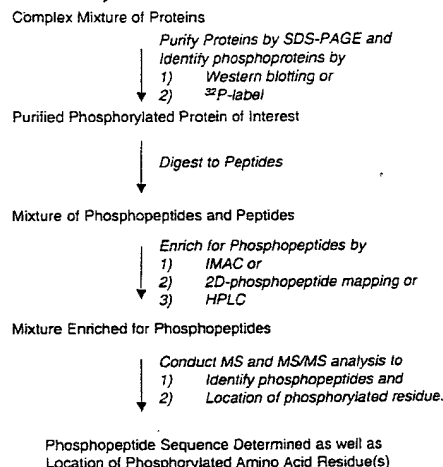 Complex Mixture of Proteins
Purify Proteins by SDS-PAGE and
Identify phosphoproteins by
1) Western blotting or
2) ³²P-label
Purified Phosphorylated Protein of Interest
Digest to Peptides
Mixture of Phosphopeptides and Peptides
Enrich for Phosphopeptides by
1) IMAC or
2) 2D-phosphopeptide mapping or
3) HPLC
Mixture Enriched for Phosphopeptides
Conduct MS and MS/MS analysis to
1) Identify phosphopeptides and
2) Location of phosphorylated residue.
Phosphopeptide Sequence Determined as well as
Location of Phosphorylated Amino Acid Residue(s)